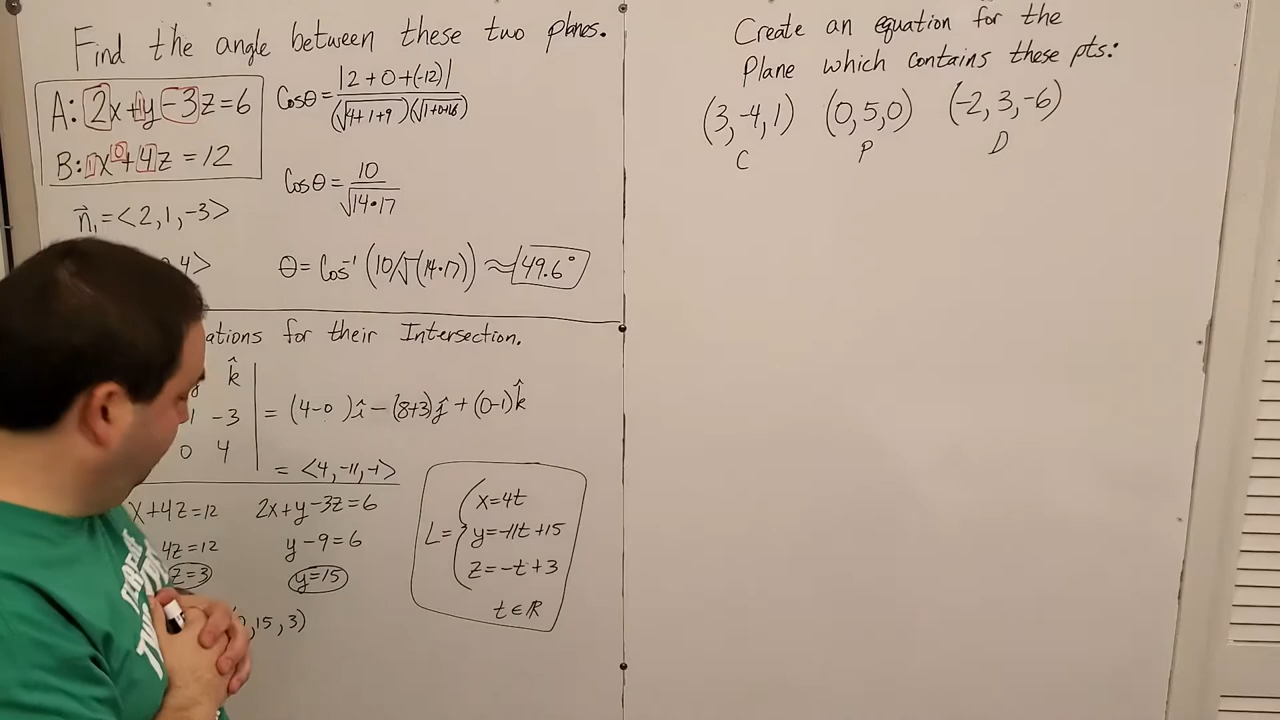 Find the angle between these two planes.
A: 2x+1y-3z=6
B: 1x+0+4z=12
n⃗₁=<2,1,-3>
4>
Cosθ= |2+0+(-12)| / (√4+1+9)(√1+0+16)
Cosθ= 10 / √14•17
θ= Cos⁻¹(10/√(14•17)) ≈ 49.6°
ations for their Intersection.
k̂
1 -3
0 4
= (4-0)î-(8+3)ĵ+(0-1)k̂
= <4,-11,-1>
x+4z=12 2x+y-3z=6
4z=12 y-9=6
z=3 y=15
,15,3)
L= { x=4t
y=-11t+15
z=-t+3
t∈ℝ
Create an equation for the
Plane which contains these pts:
(3,-4,1) (0,5,0) (-2,3,-6)
C P D